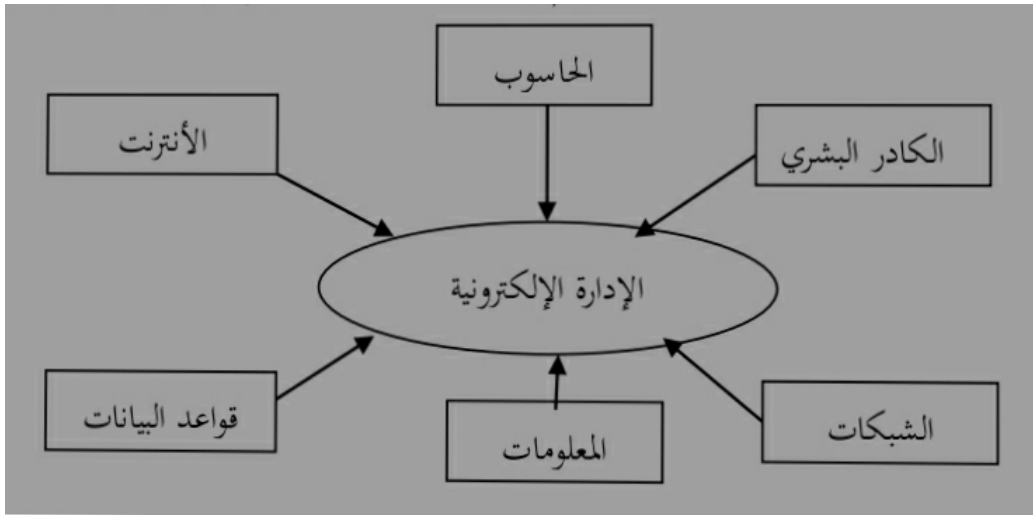 الحاسوب
الكادر البشري
الأنترنت
الإدارة الإلكترونية
الشبكات
المعلومات
قواعد البيانات